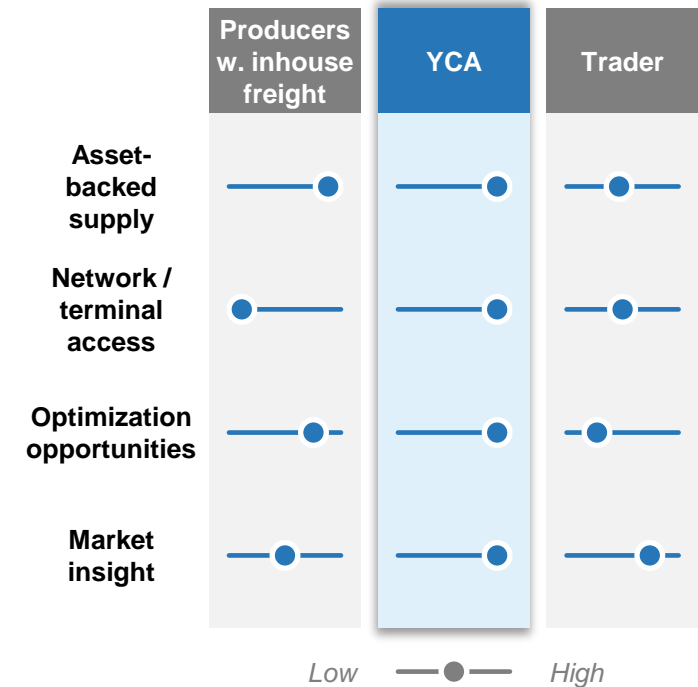 Producers
w. inhouse
freight
YCA
Trader
Asset-
backed
supply
Network /
terminal
access
Optimization
opportunities
Market
insight
Low
High